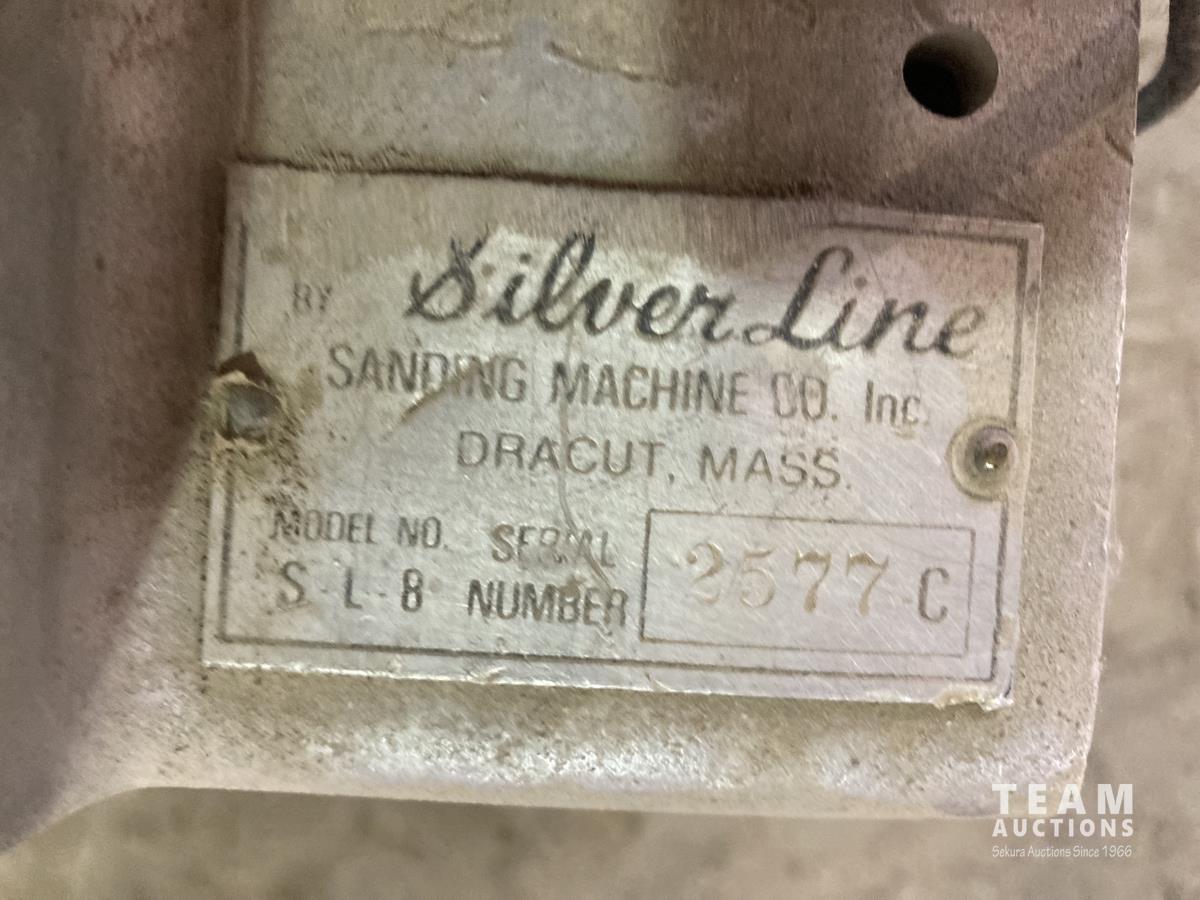 BY Silver Line
SANDING MACHINE CO. Inc.
DRACUT, MASS.
MODEL NO. SERIAL
S-L-8 NUMBER 2577 C
TEAM
AUCTIONS
Sekura Auctions Since 1966